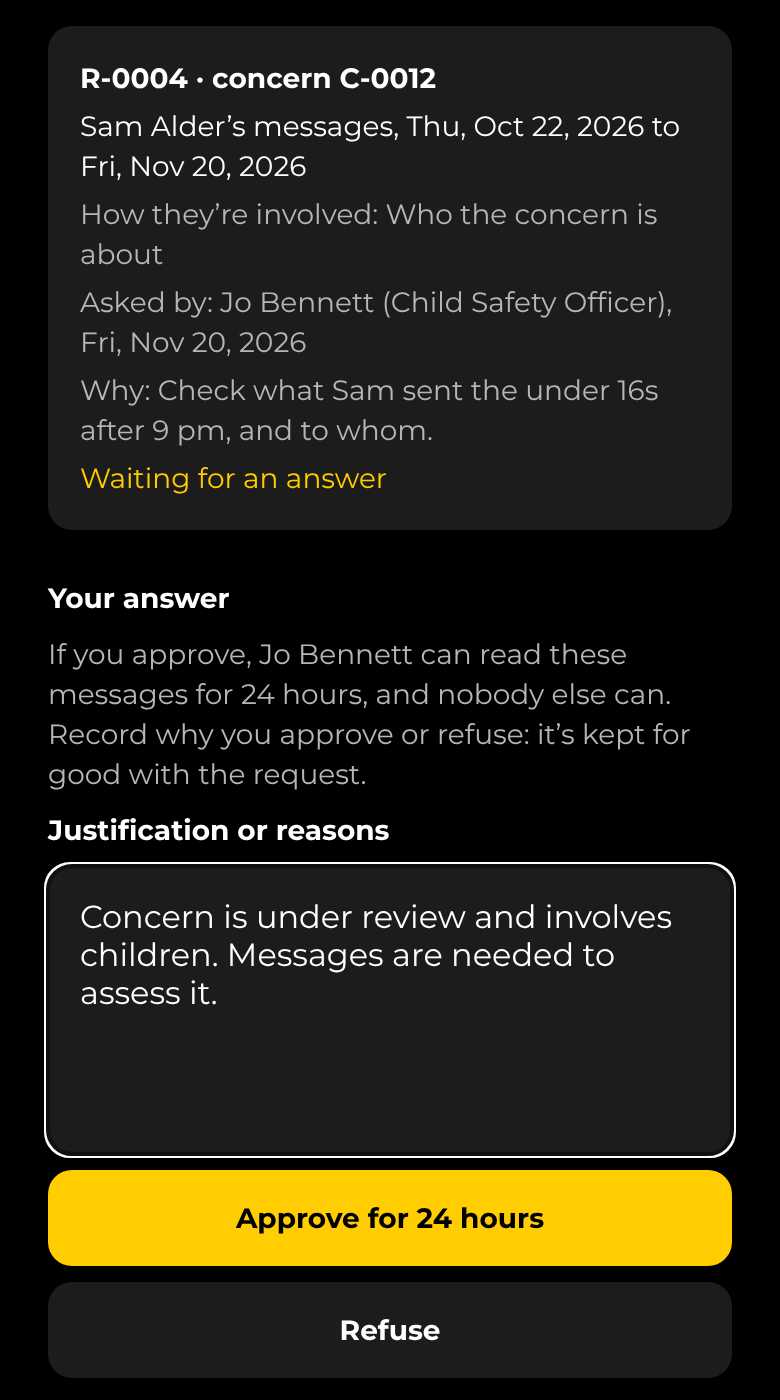 R-0004 · concern C-0012
Sam Alder’s messages, Thu, Oct 22, 2026 to
Fri, Nov 20, 2026
How they’re involved: Who the concern is
about
Asked by: Jo Bennett (Child Safety Officer),
Fri, Nov 20, 2026
Why: Check what Sam sent the under 16s
after 9 pm, and to whom.
Waiting for an answer
Your answer
If you approve, Jo Bennett can read these
messages for 24 hours, and nobody else can.
Record why you approve or refuse: it’s kept for
good with the request.
Justification or reasons
Concern is under review and involves
children. Messages are needed to
assess it.
Approve for 24 hours
Refuse